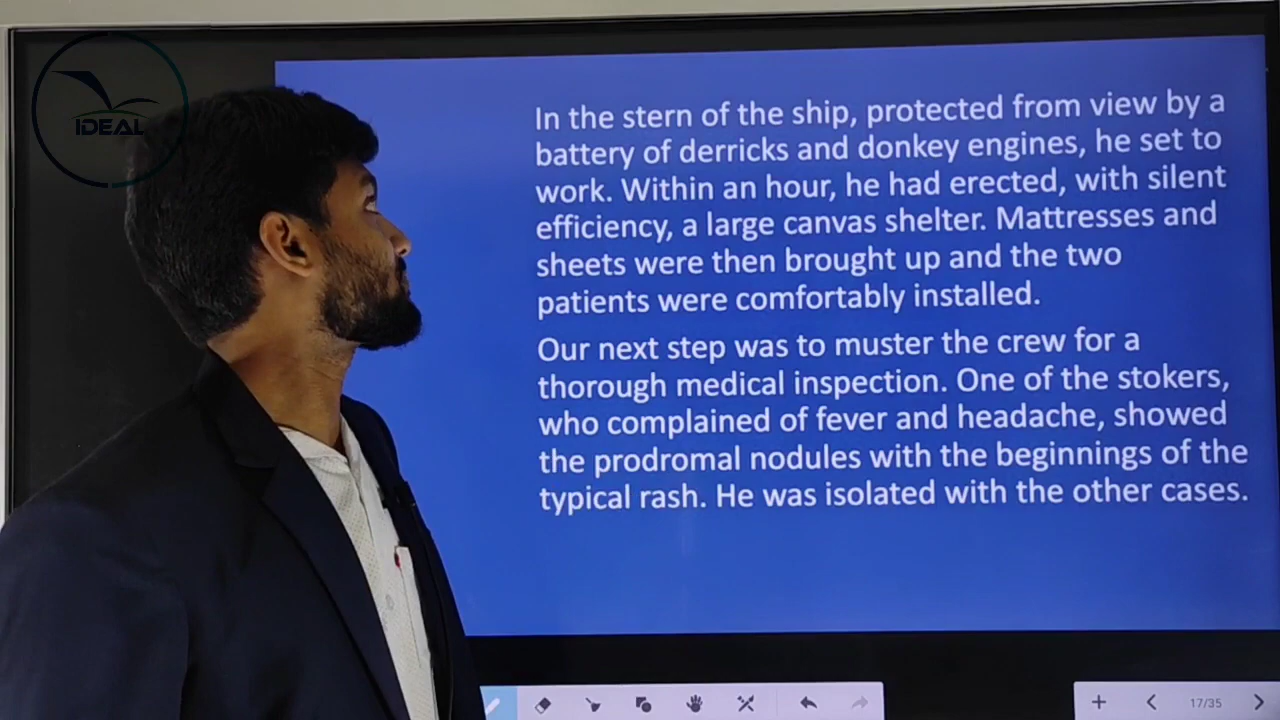 IDEAL
In the stern of the ship, protected from view by a
battery of derricks and donkey engines, he set to
work. Within an hour, he had erected, with silent
efficiency, a large canvas shelter. Mattresses and
sheets were then brought up and the two
patients were comfortably installed.
Our next step was to muster the crew for a
thorough medical inspection. One of the stokers,
who complained of fever and headache, showed
the prodromal nodules with the beginnings of the
typical rash. He was isolated with the other cases.
17/35